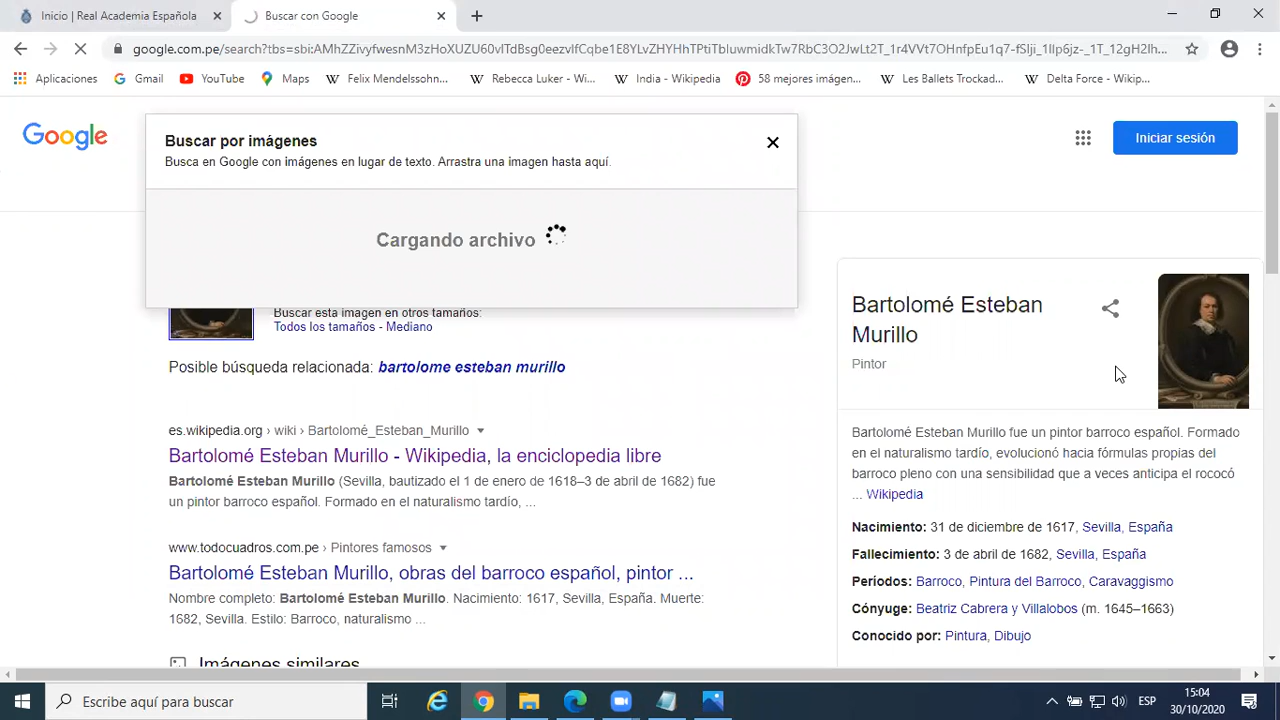 Inicio | Real Academia Española
Buscar con Google
google.com.pe/search?tbs=sbi:
Aplicaciones
Gmail
YouTube
Maps
Felix Mendelssohn...
Rebecca Luker - Wi...
India - Wikipedia
58 mejores imágen...
Les Ballets Trockad...
Delta Force - Wikip...
Google
Buscar por imágenes
Busca en Google con imágenes en lugar de texto. Arrastra una imagen hasta aquí.
Iniciar sesión
Cargando archivo
Buscar esta imagen en otros tamaños:
Todos los tamaños - Mediano
Posible búsqueda relacionada: bartolome esteban murillo
es.wikipedia.org › wiki › Bartolomé_Esteban_Murillo
Bartolomé Esteban Murillo - Wikipedia, la enciclopedia libre
Bartolomé Esteban Murillo (Sevilla, bautizado el 1 de enero de 1618–3 de abril de 1682) fue
un pintor barroco español. Formado en el naturalismo tardío, ...
www.todocuadros.com.pe › Pintores famosos
Bartolomé Esteban Murillo, obras del barroco español, pintor ...
Nombre completo: Bartolomé Esteban Murillo. Nacimiento: 1617, Sevilla, España. Muerte:
1682, Sevilla. Estilo: Barroco, naturalismo ...
Imágenes similares
Bartolomé Esteban
Murillo
Pintor
Bartolomé Esteban Murillo fue un pintor barroco español. Formado
en el naturalismo tardío, evolucionó hacia fórmulas propias del
barroco pleno con una sensibilidad que a veces anticipa el rococó
... Wikipedia
Nacimiento: 31 de diciembre de 1617, Sevilla, España
Fallecimiento: 3 de abril de 1682, Sevilla, España
Períodos: Barroco, Pintura del Barroco, Caravaggismo
Cónyuge: Beatriz Cabrera y Villalobos (m. 1645–1663)
Conocido por: Pintura, Dibujo
Escribe aquí para buscar
ESP
15:04
30/10/2020